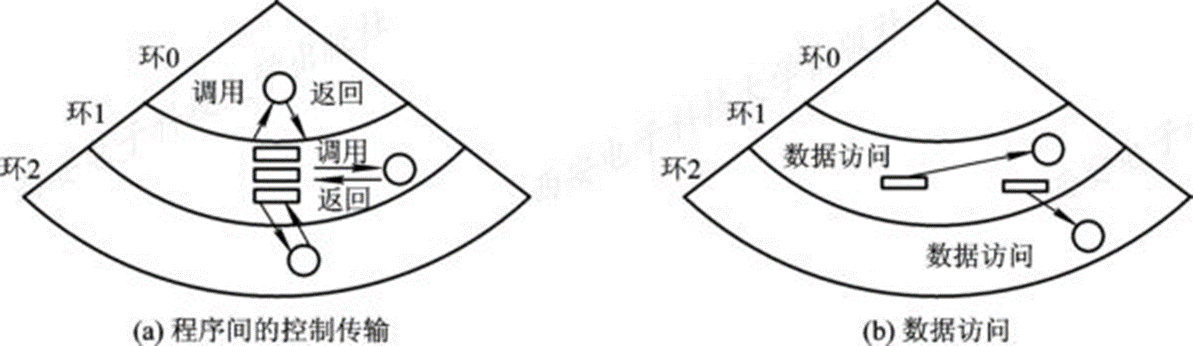 环0
调用
返回
环1
调用
返回
环2
(a) 程序间的控制传输
环0
环1
数据访问
环2
数据访问
(b) 数据访问